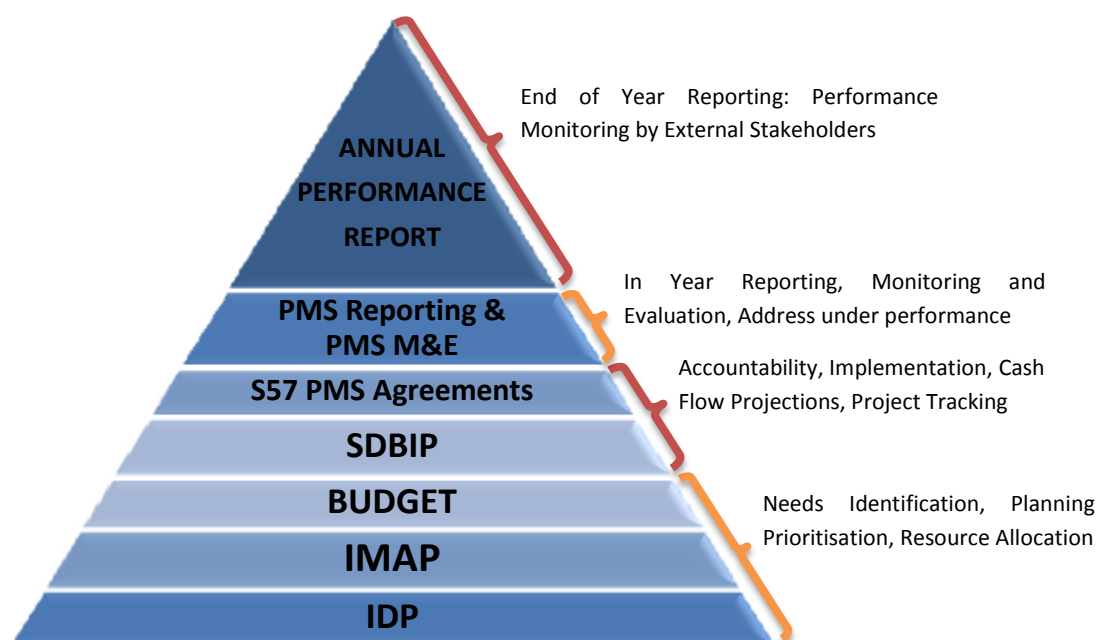 End of Year Reporting: Performance
Monitoring by External Stakeholders
ANNUAL
PERFORMANCE
REPORT
In Year Reporting, Monitoring and
Evaluation, Address under performance
PMS Reporting &
PMS M&E
Accountability, Implementation, Cash
Flow Projections, Project Tracking
S57 PMS Agreements
SDBIP
BUDGET
Needs Identification, Planning
Prioritisation, Resource Allocation
IMAP
IDP